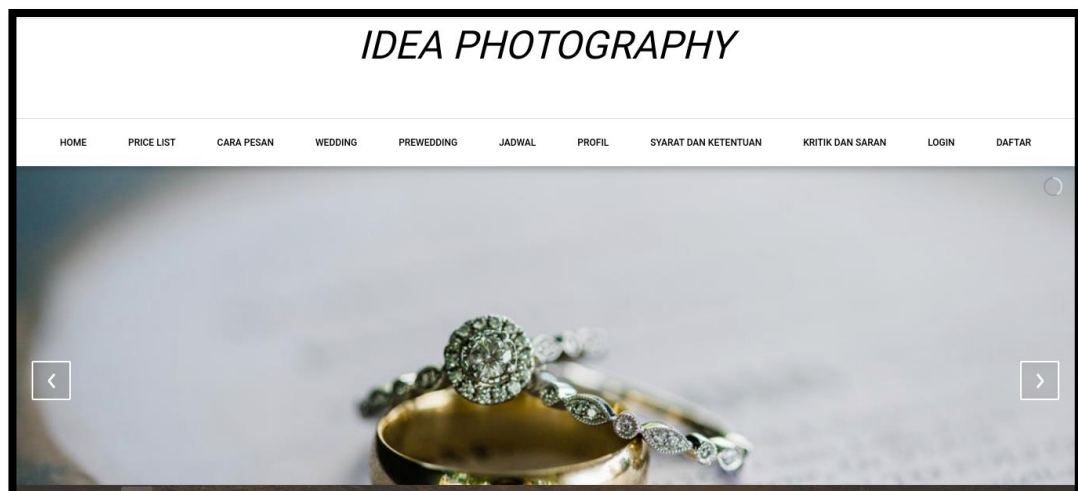 IDEA PHOTOGRAPHY
HOME PRICE LIST CARA PESAN WEDDING PREWEDDING JADWAL PROFIL SYARAT DAN KETENTUAN KRITIK DAN SARAN LOGIN DAFTAR